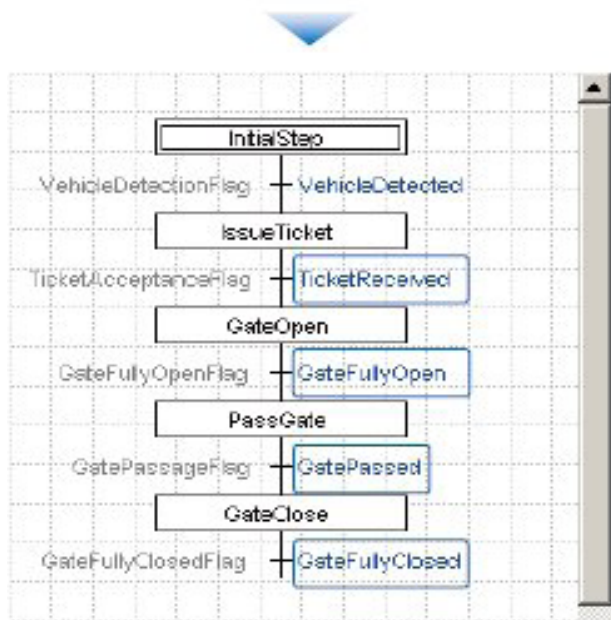 InitialStep
VehicleDetectionFlag VehicleDetected
IssueTicket
TicketAcceptanceFlag TicketReceived
GateOpen
GateFullyOpenFlag GateFullyOpen
PassGate
GatePassageFlag GatePassed
GateClose
GateFullyClosedFlag GateFullyClosed